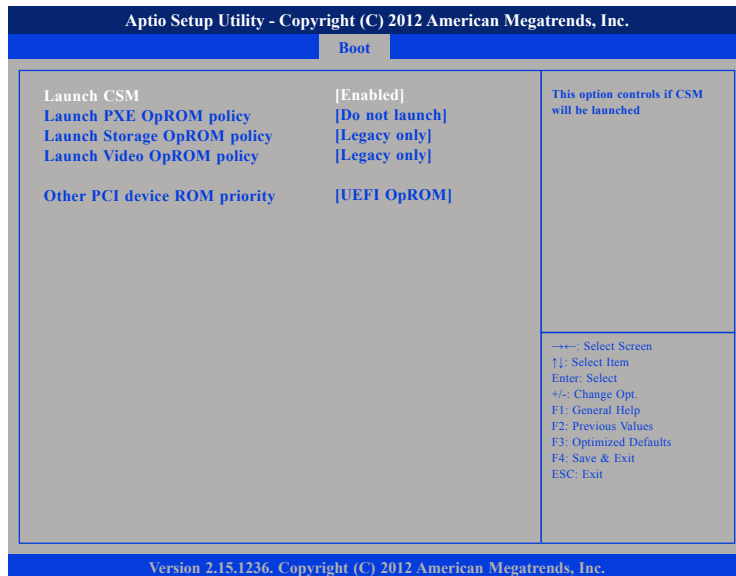 Aptio Setup Utility - Copyright (C) 2012 American Megatrends, Inc.
Boot
Launch CSM [Enabled]
Launch PXE OpROM policy [Do not launch]
Launch Storage OpROM policy [Legacy only]
Launch Video OpROM policy [Legacy only]
Other PCI device ROM priority [UEFI OpROM]
This option controls if CSM
will be launched
→←: Select Screen
↑↓: Select Item
Enter: Select
+/-: Change Opt.
F1: General Help
F2: Previous Values
F3: Optimized Defaults
F4: Save & Exit
ESC: Exit
Version 2.15.1236. Copyright (C) 2012 American Megatrends, Inc.